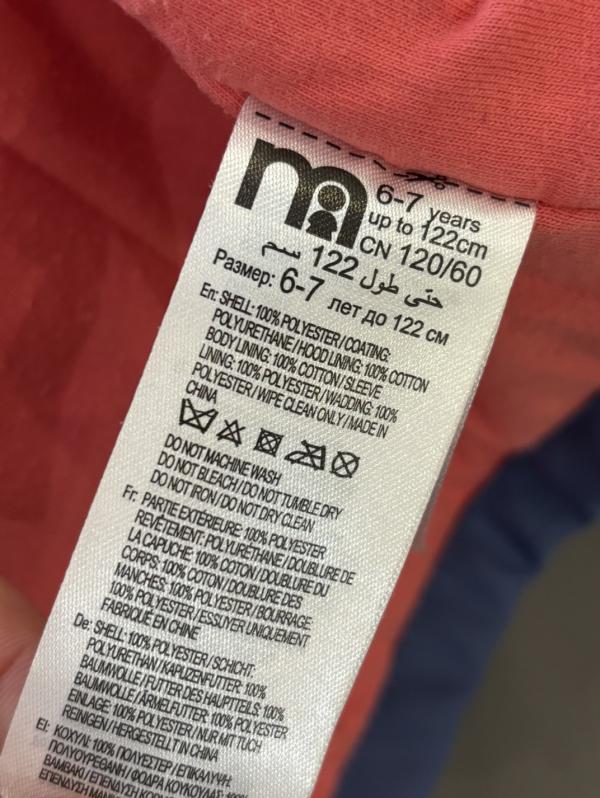 6-7 years
up to 122cm
CN 120/60
حتى طول 122 سم
Размер: 6-7 лет до 122 см
En: SHELL: 100% POLYESTER / COATING:
POLYURETHANE / HOOD LINING: 100% COTTON
BODY LINING: 100% COTTON / SLEEVE
LINING: 100% POLYESTER / WADDING: 100%
POLYESTER / WIPE CLEAN ONLY / MADE IN
CHINA
DO NOT MACHINE WASH
DO NOT BLEACH / DO NOT TUMBLE DRY
DO NOT IRON / DO NOT DRY CLEAN
Fr: PARTIE EXTÉRIEURE: 100% POLYESTER
REVÊTEMENT: POLYURETHANE / DOUBLURE DE
LA CAPUCHE: 100% COTON / DOUBLURE DU
CORPS: 100% COTON / DOUBLURE DES
MANCHES: 100% POLYESTER / BOURRAGE
100% POLYESTER / ESSUYER UNIQUEMENT
FABRIQUÉ EN CHINE
De: SHELL: 100% POLYESTER / SCHICHT:
POLYURETHAN / KAPUZENFUTTER: 100%
BAUMWOLLE / FUTTER DES HAUPTTEILS: 100%
BAUMWOLLE / ÄRMELFUTTER: 100% POLYESTER
EINLAGE: 100% POLYESTER / NUR MIT TUCH
REINIGEN / HERGESTELLT IN CHINA
El: ΚΟΧΥΛΙ: 100% ΠΟΛΥΕΣΤΕΡ / ΕΠΙΚΑΛΥΨΗ:
ΠΟΛΥΟΥΡΕΘΑΝΗ / ΦΟΔΡΑ ΚΟΥΚΟΥΛΑΣ: 100%
ΒΑΜΒΑΚΙ / ΕΠΕΝΔΥΣΗ
ΕΠΕΝΔΥΣΗ